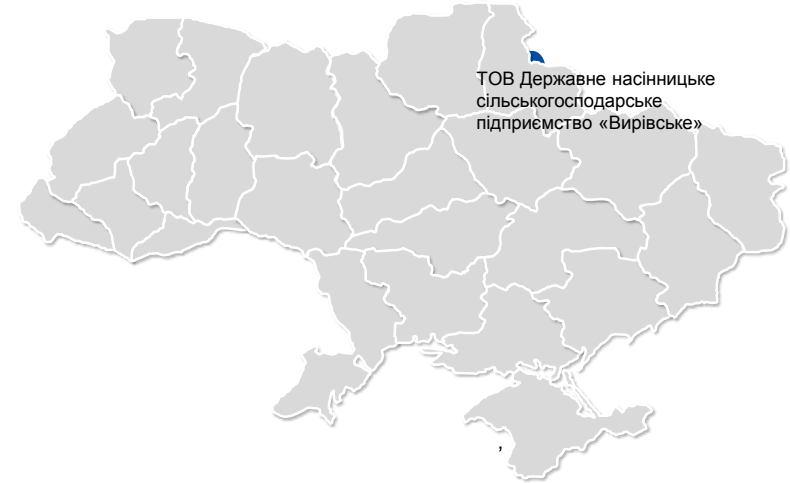 ТОВ Державне насінницьке
сільськогосподарське
підприємство «Вирівське»
,